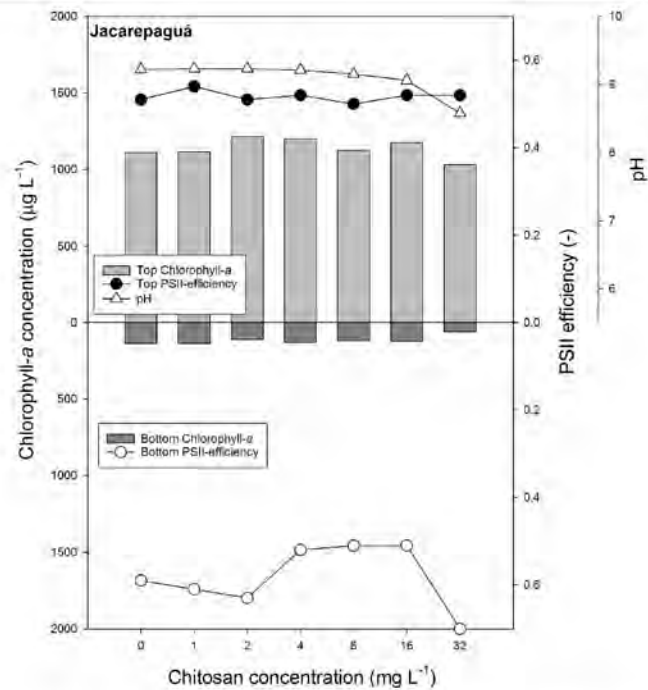 Jacarepaguá
2000
1500
1000
500
0
500
1000
1500
2000
Chlorophyll-a concentration (µg L⁻¹)
Top Chlorophyll-a
Top PSII-efficiency
pH
Bottom Chlorophyll-a
Bottom PSII-efficiency
0.6
0.4
0.2
0.0
0.2
0.4
0.6
PSII efficiency (-)
10
9
8
7
6
pH
0 1 2 4 8 16 32
Chitosan concentration (mg L⁻¹)